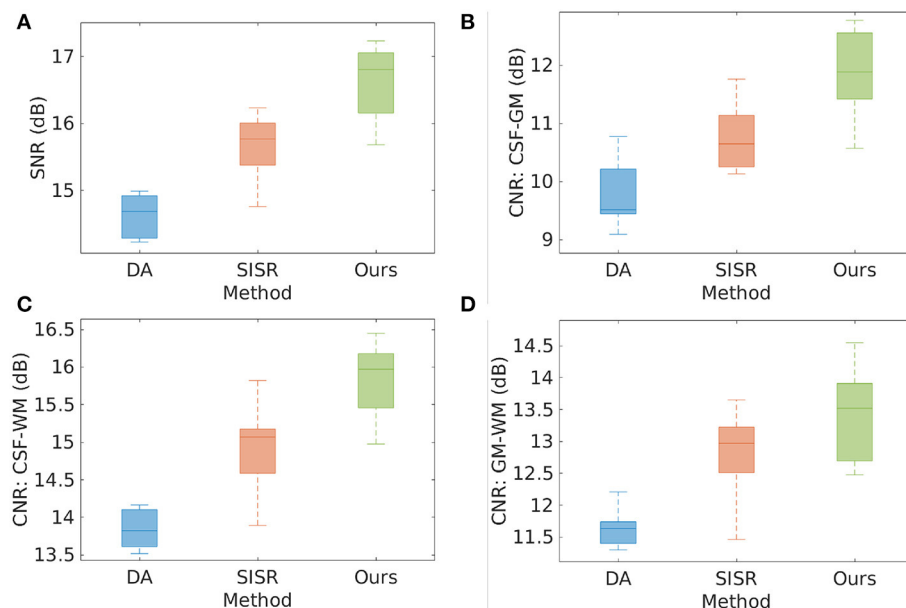 A
SNR (dB)
17
16
15
DA
SISR
Ours
Method
B
CNR: CSF-GM (dB)
12
11
10
9
DA
SISR
Ours
Method
C
CNR: CSF-WM (dB)
16.5
16
15.5
15
14.5
14
13.5
DA
SISR
Ours
Method
D
CNR: GM-WM (dB)
14.5
14
13.5
13
12.5
12
11.5
DA
SISR
Ours
Method